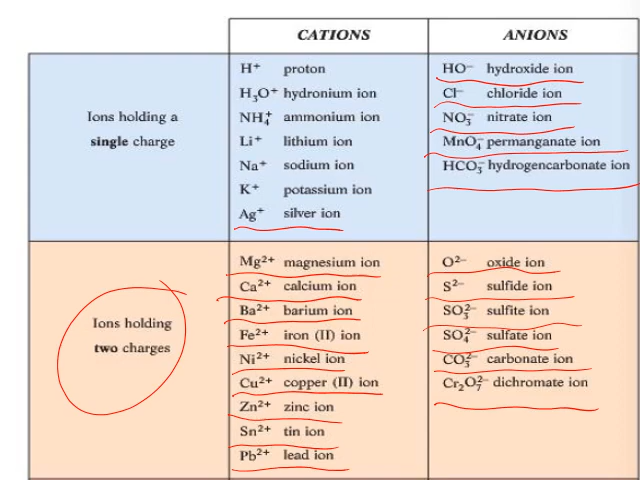 CATIONS ANIONS
Ions holding a
single charge
H⁺ proton
H₃O⁺ hydronium ion
NH₄⁺ ammonium ion
Li⁺ lithium ion
Na⁺ sodium ion
K⁺ potassium ion
Ag⁺ silver ion
HO⁻ hydroxide ion
Cl⁻ chloride ion
NO₃⁻ nitrate ion
MnO₄⁻ permanganate ion
HCO₃⁻ hydrogencarbonate ion
Ions holding
two charges
Mg²⁺ magnesium ion
Ca²⁺ calcium ion
Ba²⁺ barium ion
Fe²⁺ iron (II) ion
Ni²⁺ nickel ion
Cu²⁺ copper (II) ion
Zn²⁺ zinc ion
Sn²⁺ tin ion
Pb²⁺ lead ion
O²⁻ oxide ion
S²⁻ sulfide ion
SO₃²⁻ sulfite ion
SO₄²⁻ sulfate ion
CO₃²⁻ carbonate ion
Cr₂O₇²⁻ dichromate ion